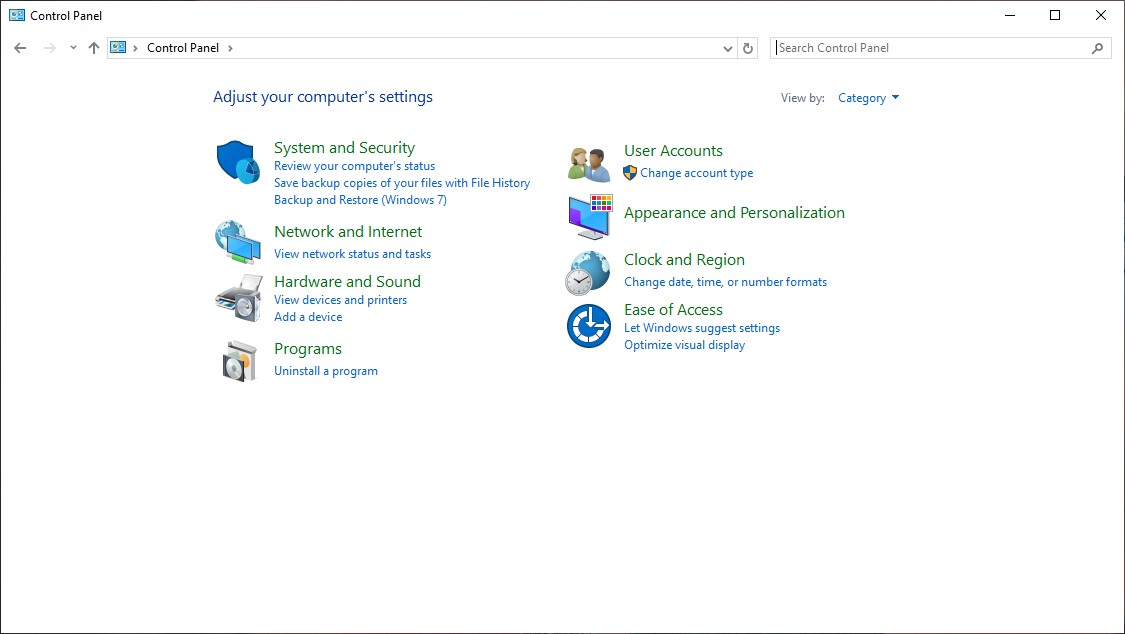 Control Panel
Control Panel
Search Control Panel
Adjust your computer's settings
View by: Category
System and Security
Review your computer's status
Save backup copies of your files with File History
Backup and Restore (Windows 7)
Network and Internet
View network status and tasks
Hardware and Sound
View devices and printers
Add a device
Programs
Uninstall a program
User Accounts
Change account type
Appearance and Personalization
Clock and Region
Change date, time, or number formats
Ease of Access
Let Windows suggest settings
Optimize visual display